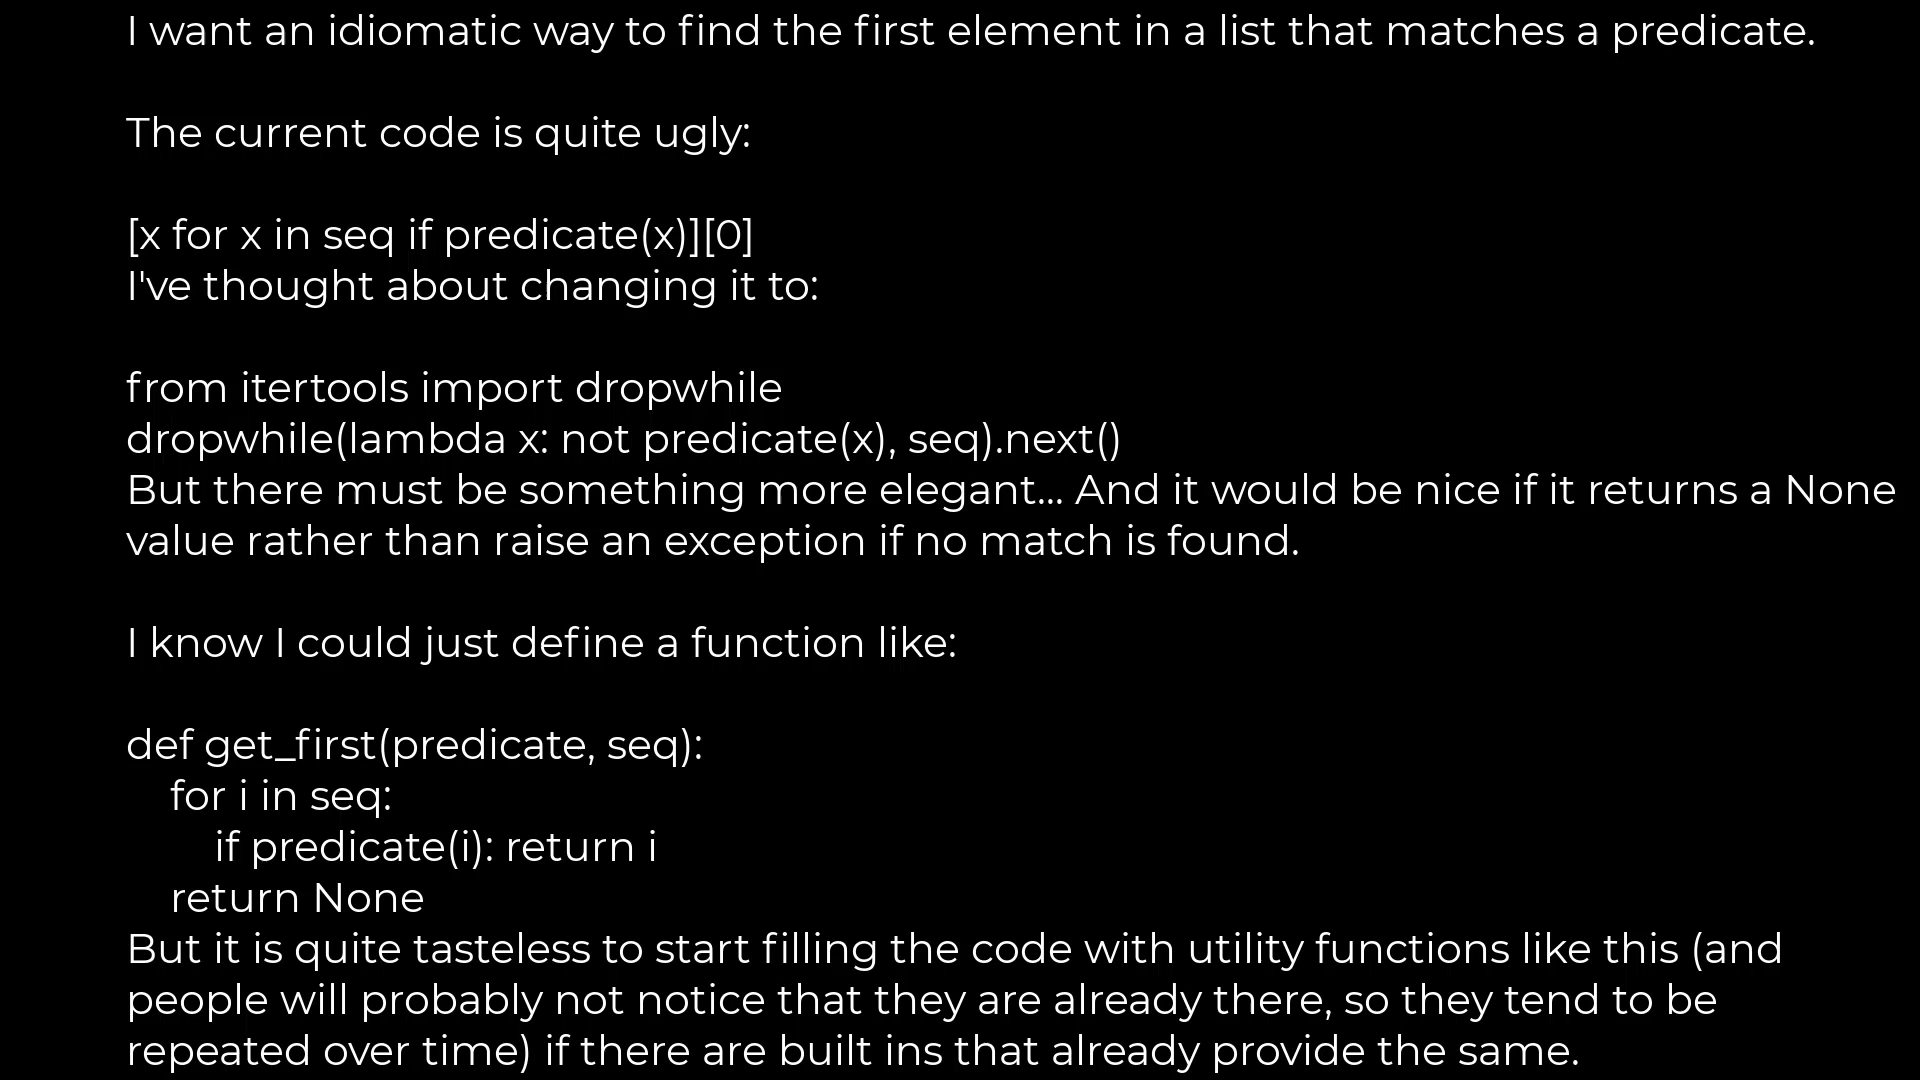 I want an idiomatic way to find the first element in a list that matches a predicate.

The current code is quite ugly:

[x for x in seq if predicate(x)][0]
I've thought about changing it to:

from itertools import dropwhile
dropwhile(lambda x: not predicate(x), seq).next()
But there must be something more elegant... And it would be nice if it returns a None
value rather than raise an exception if no match is found.

I know I could just define a function like:

def get_first(predicate, seq):
    for i in seq:
        if predicate(i): return i
    return None
But it is quite tasteless to start filling the code with utility functions like this (and
people will probably not notice that they are already there, so they tend to be
repeated over time) if there are built ins that already provide the same.